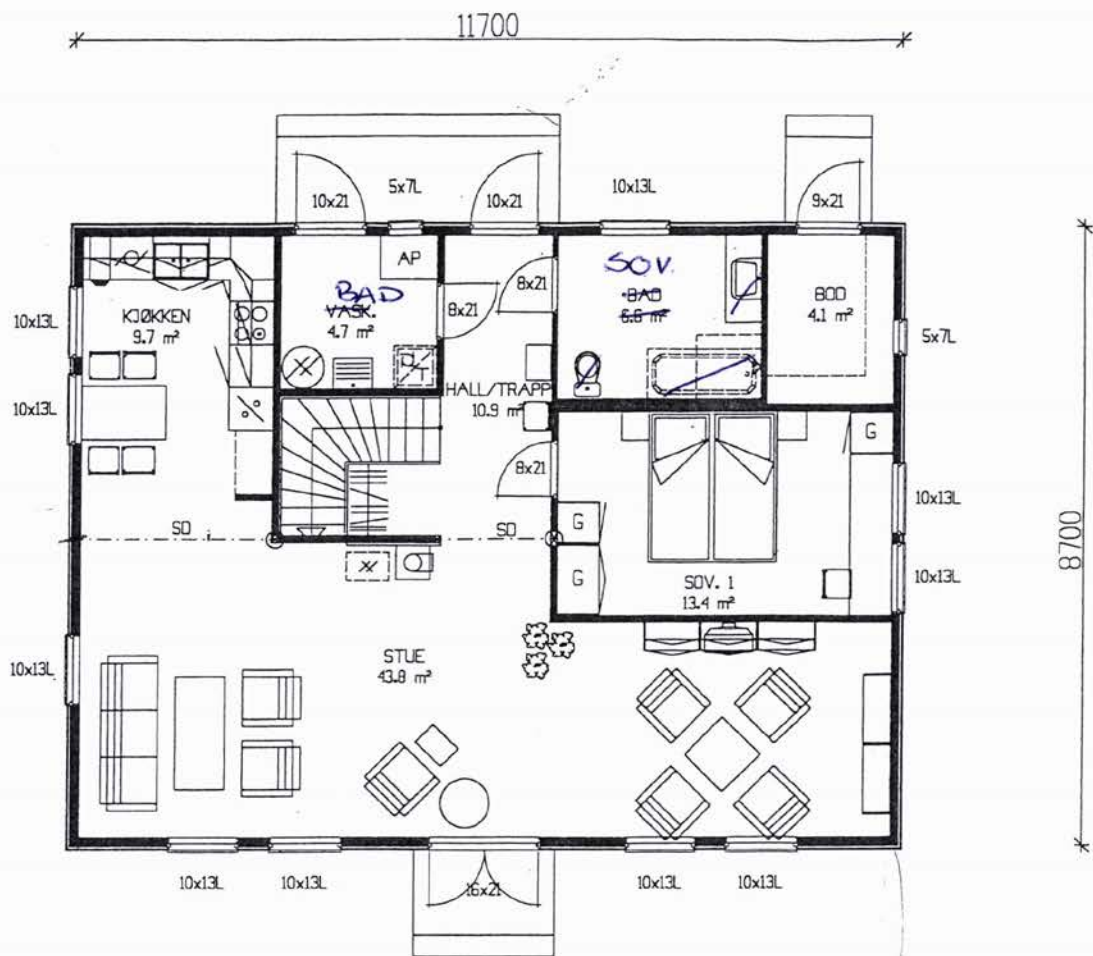 11700
5x7L
10x13L
10x21
10x21
9x21
AP
SOV.
BAD
8x21
KJØKKEN
9.7 m²
VASK.
4.7 m²
8x21
BAD
6.6 m²
BOD
4.1 m²
10x13L
5x7L
T
HALL/TRAPP
10.9 m²
10x13L
G
8x21
10x13L
SD
SD
G
G
8700
10x13L
SOV. 1
13.4 m²
10x13L
STUE
43.8 m²
10x13L
10x13L
16x21
10x13L
10x13L